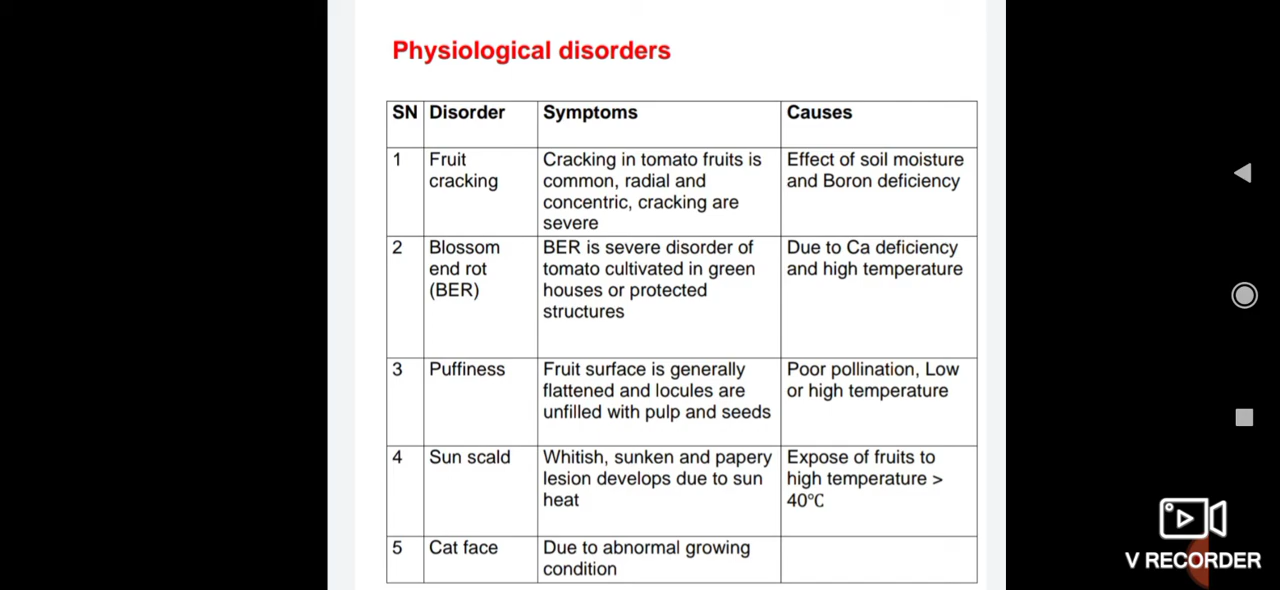 Physiological disorders
SN Disorder Symptoms Causes
1 Fruit cracking Cracking in tomato fruits is common, radial and concentric, cracking are severe Effect of soil moisture and Boron deficiency
2 Blossom end rot (BER) BER is severe disorder of tomato cultivated in green houses or protected structures Due to Ca deficiency and high temperature
3 Puffiness Fruit surface is generally flattened and locules are unfilled with pulp and seeds Poor pollination, Low or high temperature
4 Sun scald Whitish, sunken and papery lesion develops due to sun heat Expose of fruits to high temperature > 40℃
5 Cat face Due to abnormal growing condition
V RECORDER